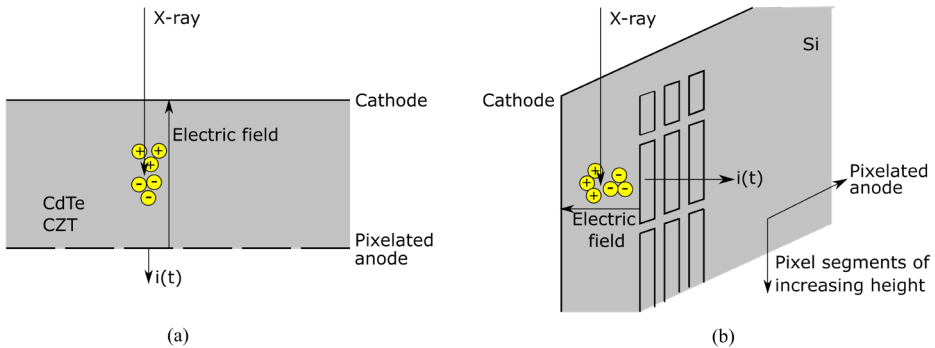 X-ray
Cathode
Electric field
+ + +
- - -
CdTe
CZT
Pixelated
anode
i(t)
(a)
X-ray
Si
Cathode
+ + +
- - -
i(t)
Electric
field
Pixelated
anode
Pixel segments of
increasing height
(b)